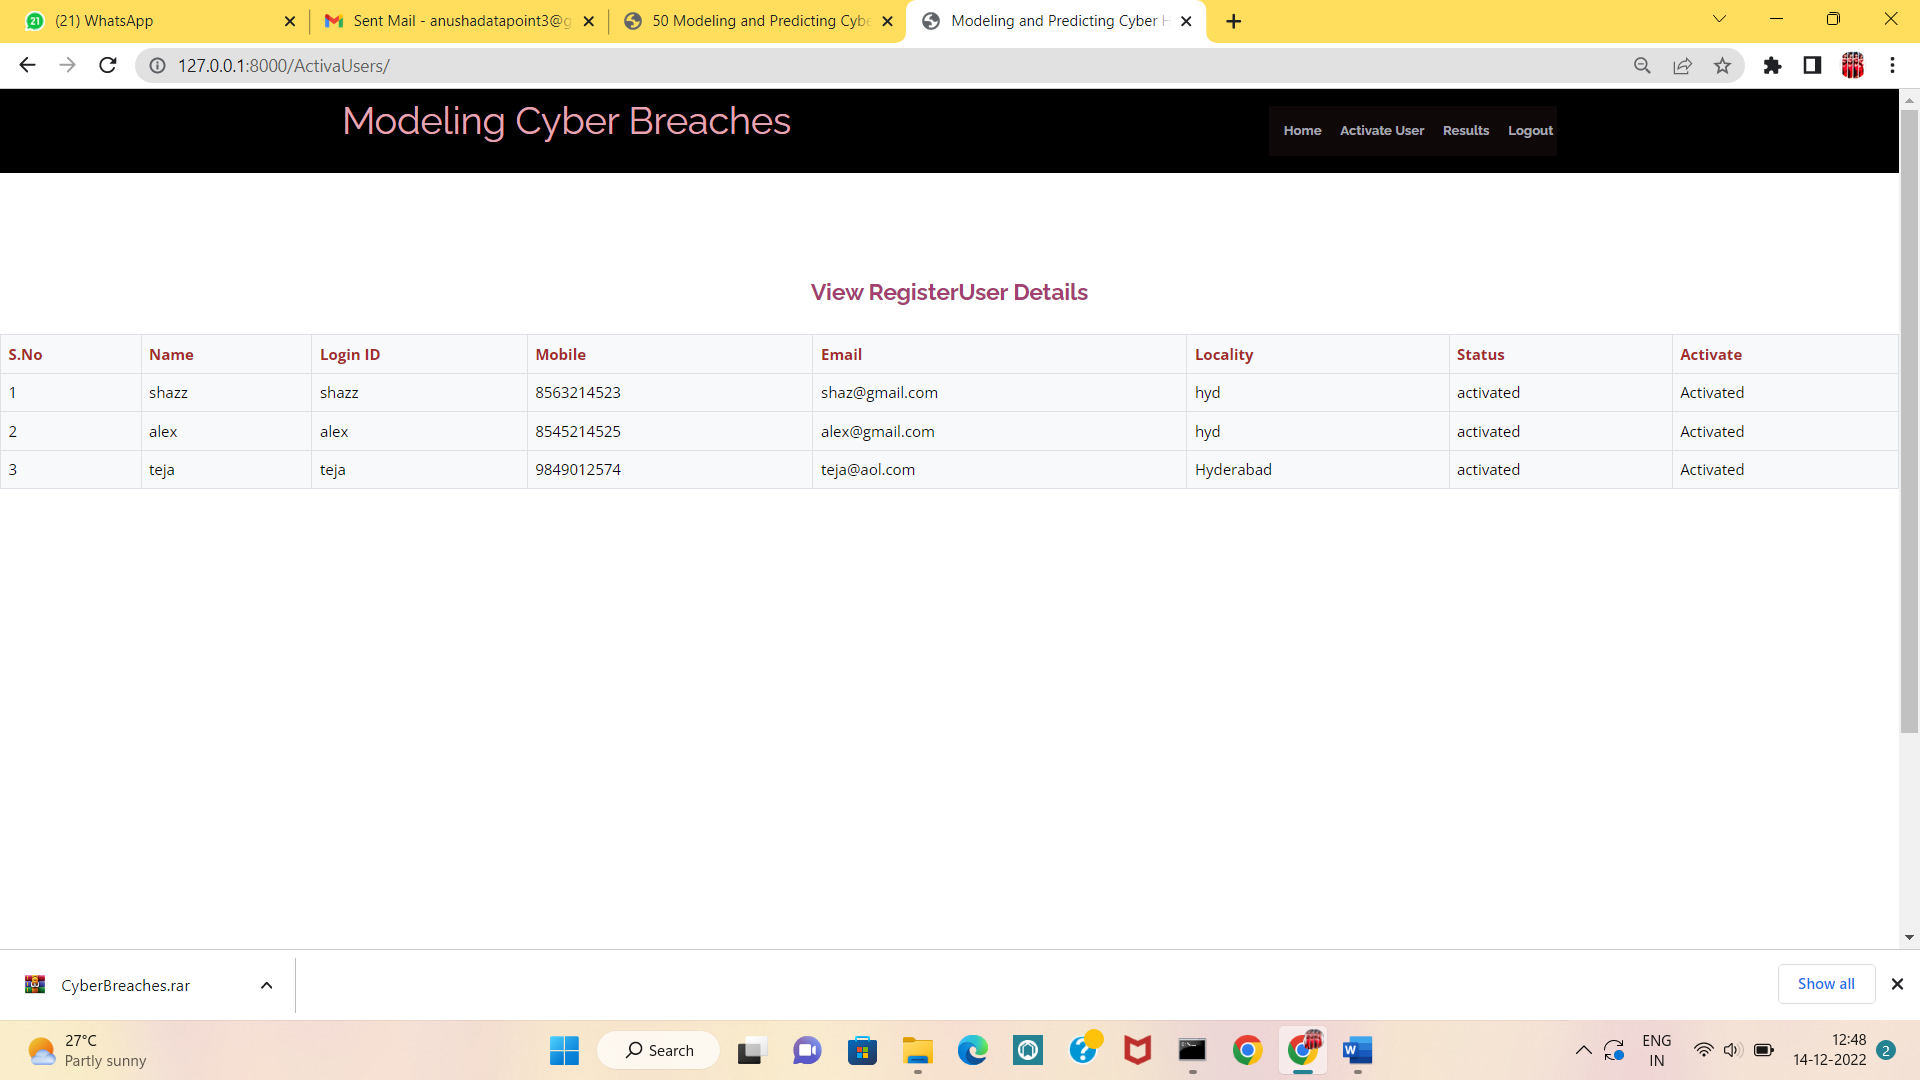 (21) WhatsApp
Sent Mail - anushadatapoint3@g
50 Modeling and Predicting Cybe
Modeling and Predicting Cyber H
127.0.0.1:8000/ActivaUsers/
Modeling Cyber Breaches
Home Activate User Results Logout
View RegisterUser Details
S.No Name Login ID Mobile Email Locality Status Activate
1 shazz shazz 8563214523 shaz@gmail.com hyd activated Activated
2 alex alex 8545214525 alex@gmail.com hyd activated Activated
3 teja teja 9849012574 teja@aol.com Hyderabad activated Activated
CyberBreaches.rar
Show all
27°C
Partly sunny
Search
ENG
IN
12:48
14-12-2022
2